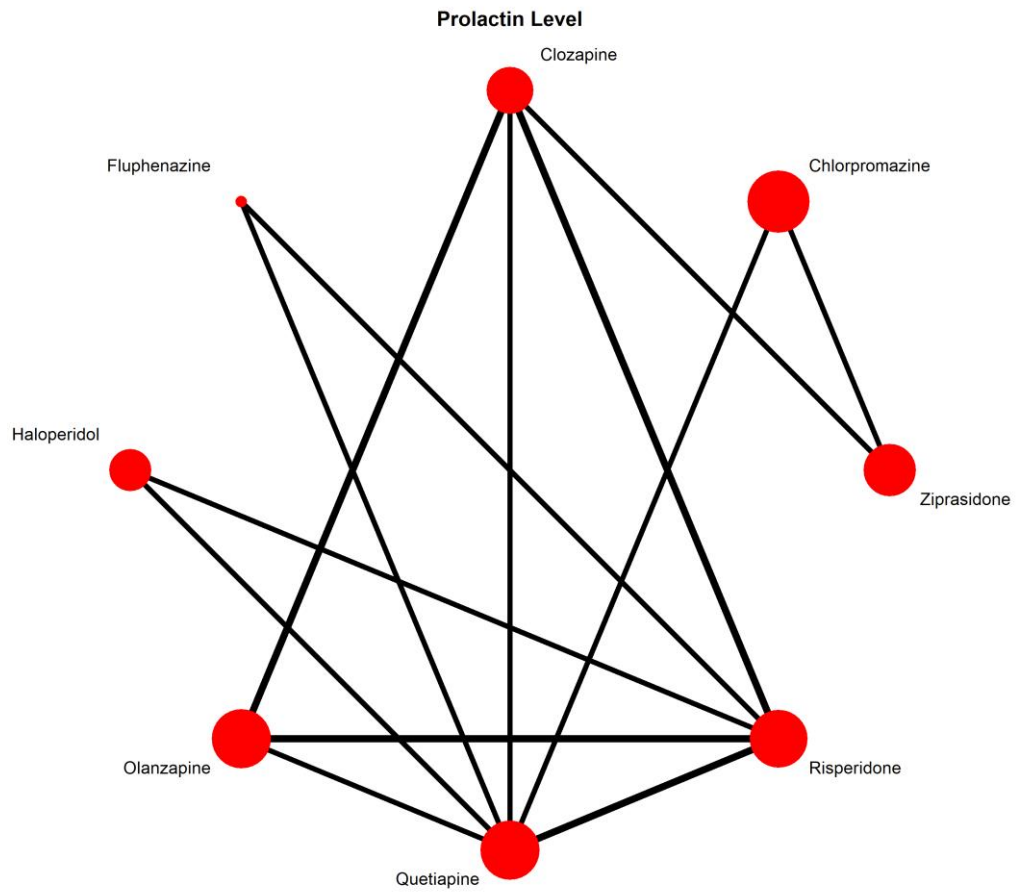 Prolactin Level
Clozapine
Fluphenazine
Chlorpromazine
Haloperidol
Ziprasidone
Olanzapine
Risperidone
Quetiapine